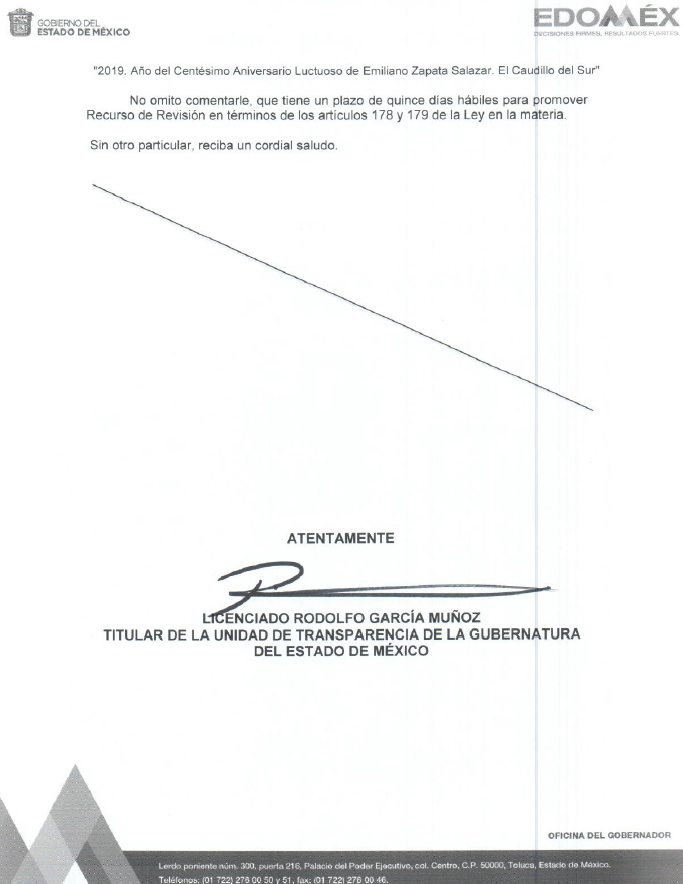 GOBIERNO DEL
ESTADO DE MÉXICO
EDOMÉX
DECISIONES FIRMES, RESULTADOS FUERTES.
"2019. Año del Centésimo Aniversario Luctuoso de Emiliano Zapata Salazar. El Caudillo del Sur"
No omito comentarle, que tiene un plazo de quince días hábiles para promover
Recurso de Revisión en términos de los artículos 178 y 179 de la Ley en la materia.
Sin otro particular, reciba un cordial saludo.
ATENTAMENTE
LICENCIADO RODOLFO GARCÍA MUÑOZ
TITULAR DE LA UNIDAD DE TRANSPARENCIA DE LA GUBERNATURA
DEL ESTADO DE MÉXICO
OFICINA DEL GOBERNADOR
Lerdo poniente núm. 300, puerta 216, Palacio del Poder Ejecutivo, col. Centro, C.P. 50000, Toluca, Estado de México.
Teléfonos: (01 722) 276 00 50 y 51, fax: (01 722) 276 00 46.